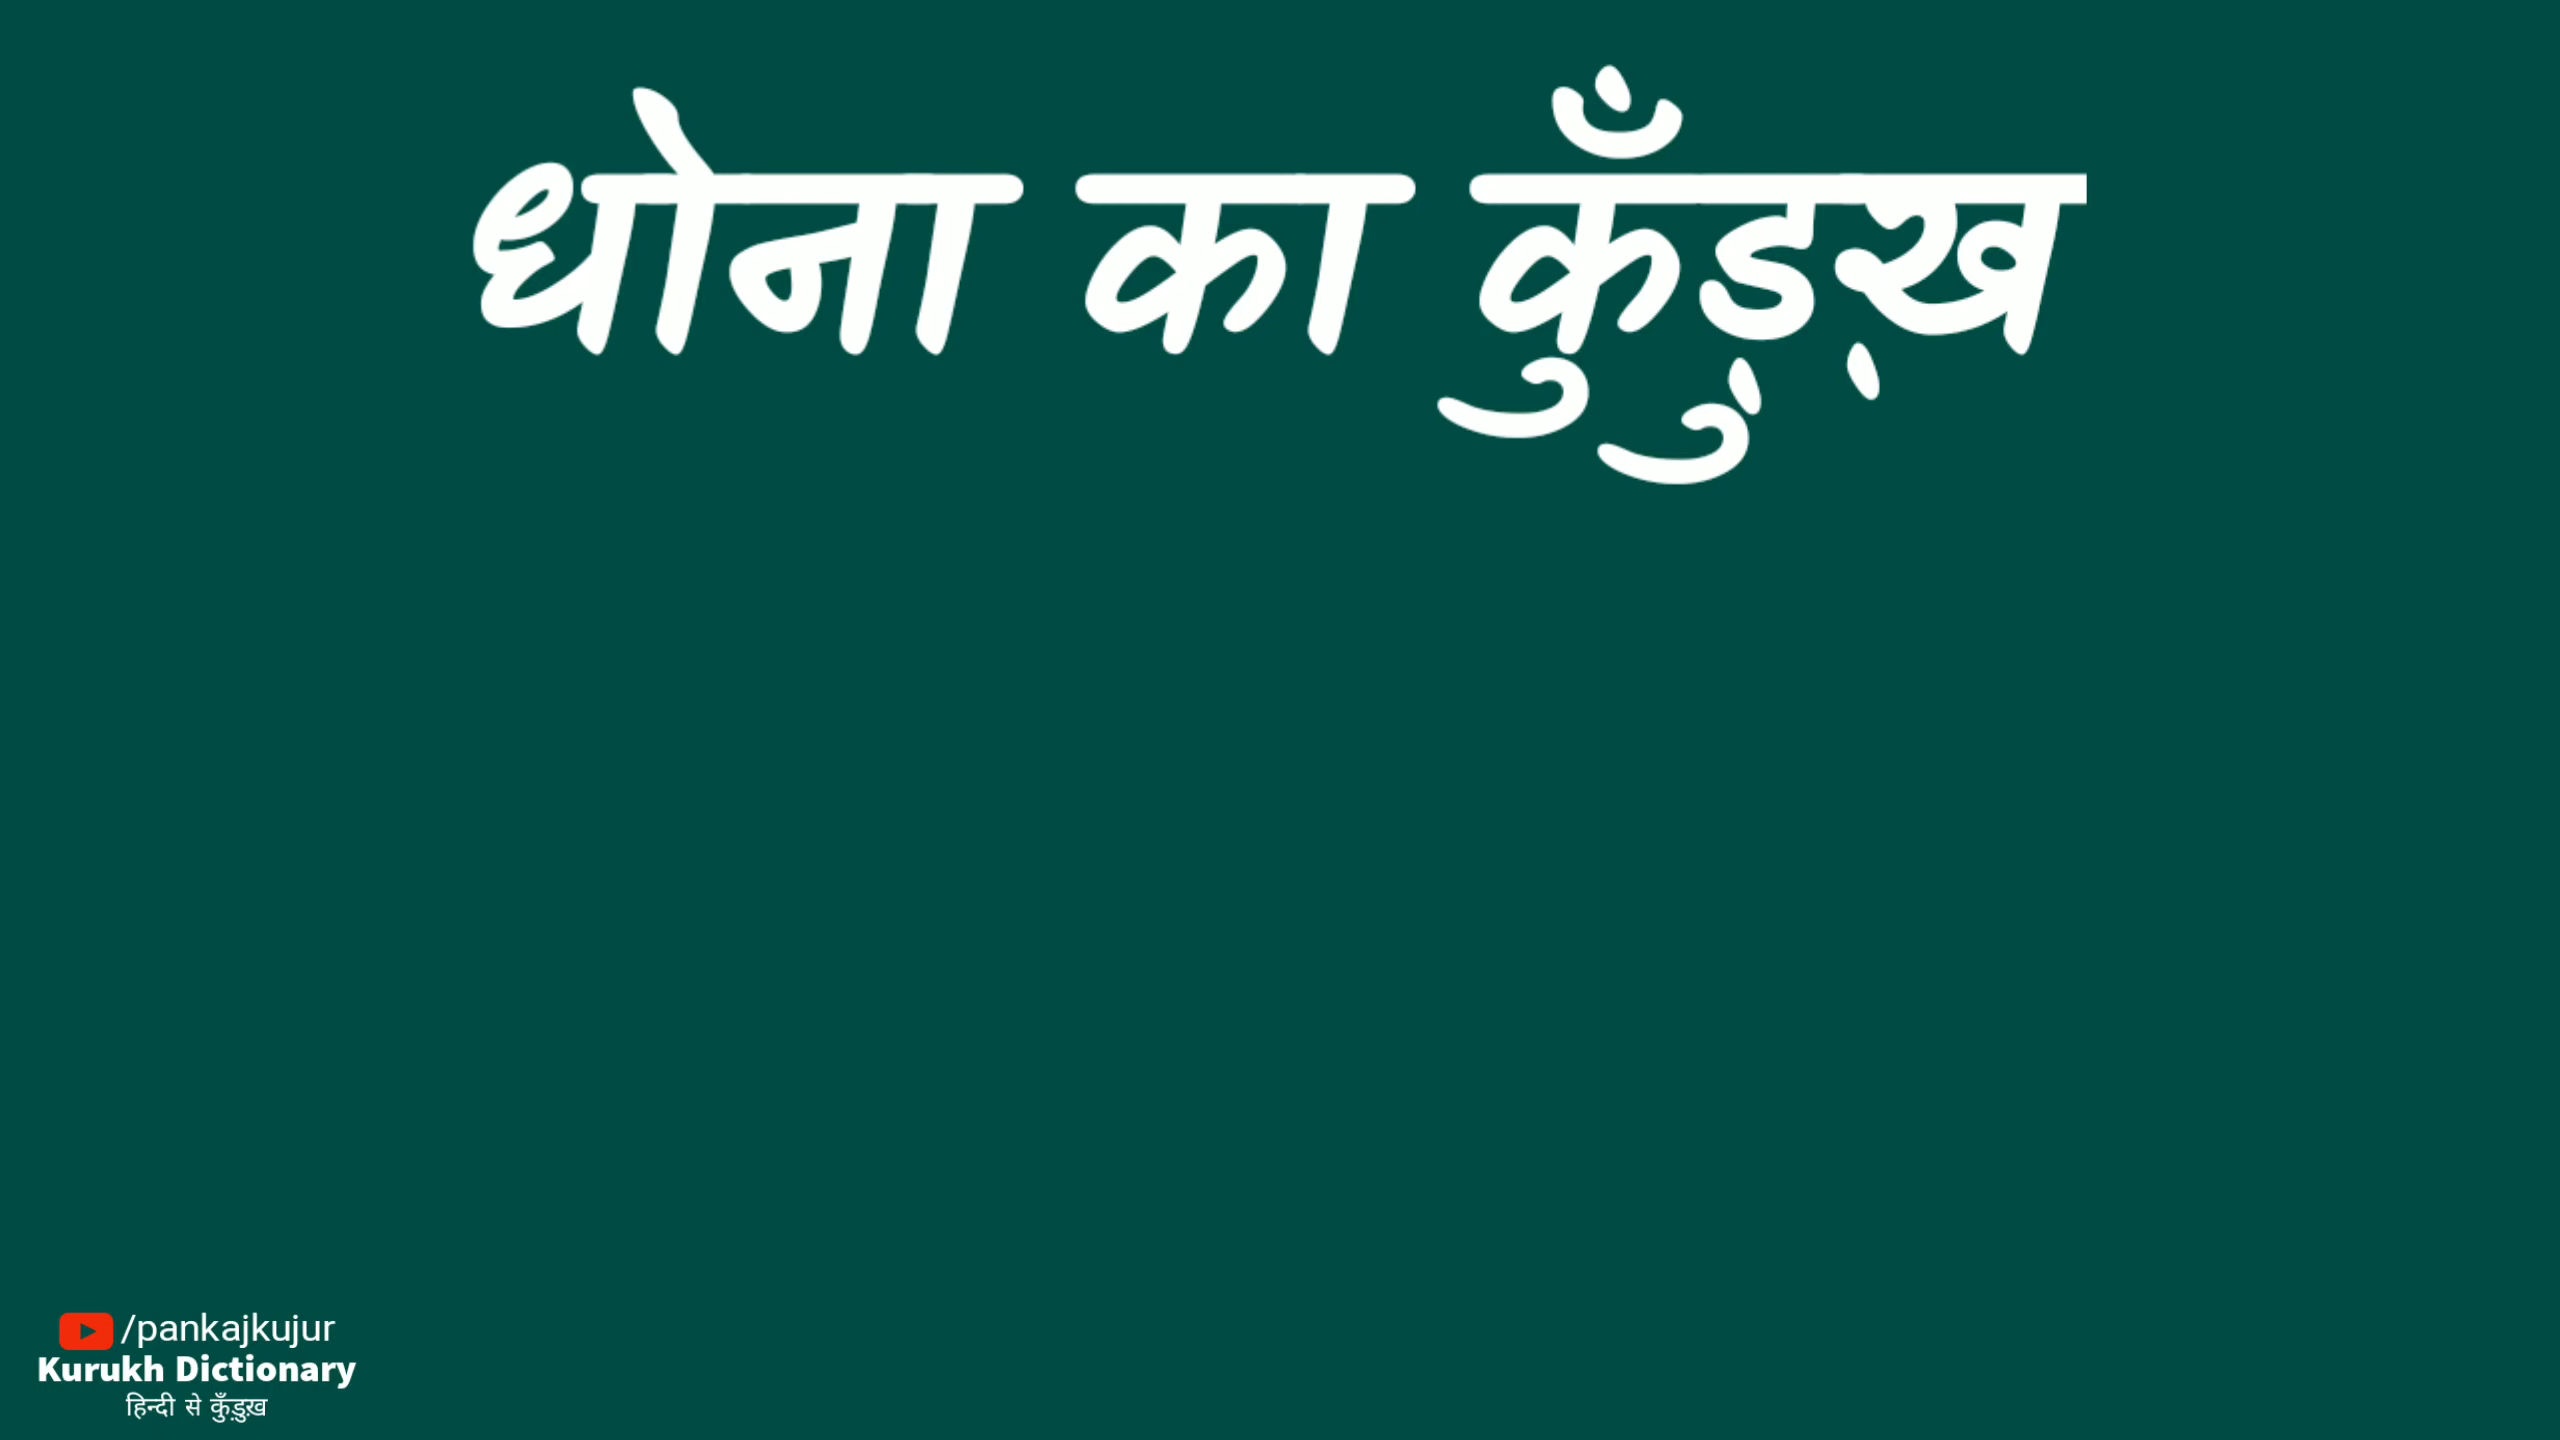 धोना का कुँड़ुख़
/pankajkujur
Kurukh Dictionary
हिन्दी से कुँड़ुख़